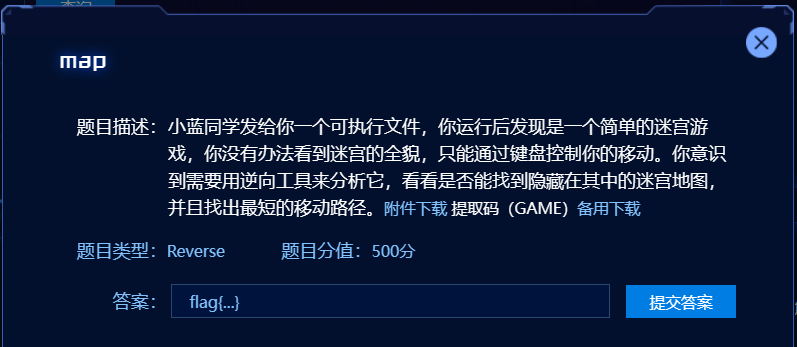 查询
map
题目描述：小蓝同学发给你一个可执行文件，你运行后发现是一个简单的迷宫游
戏，你没有办法看到迷宫的全貌，只能通过键盘控制你的移动。你意识
到需要用逆向工具来分析它，看看是否能找到隐藏在其中的迷宫地图，
并且找出最短的移动路径。附件下载 提取码（GAME）备用下载
题目类型：Reverse 题目分值：500分
答案： flag{...} 提交答案